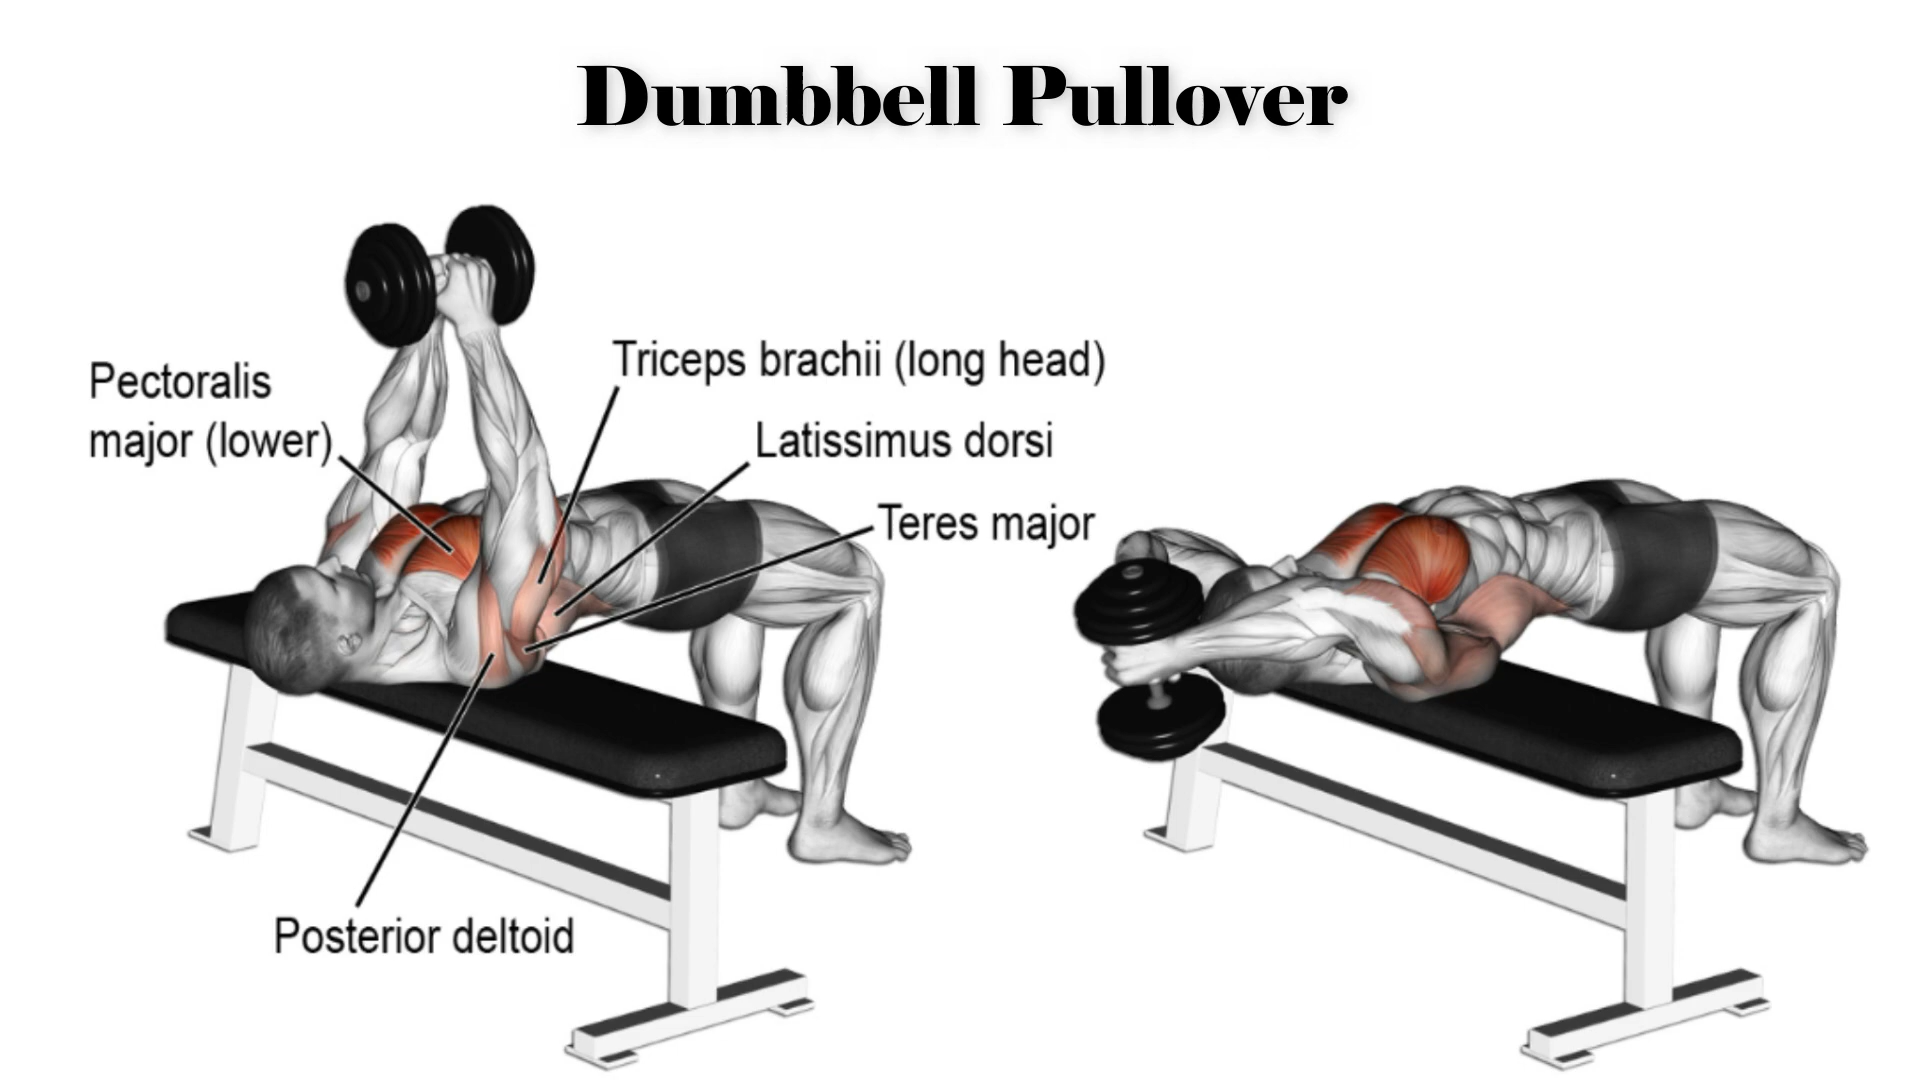 Dumbbell Pullover
Triceps brachii (long head)
Pectoralis
major (lower)
Latissimus dorsi
Teres major
Posterior deltoid